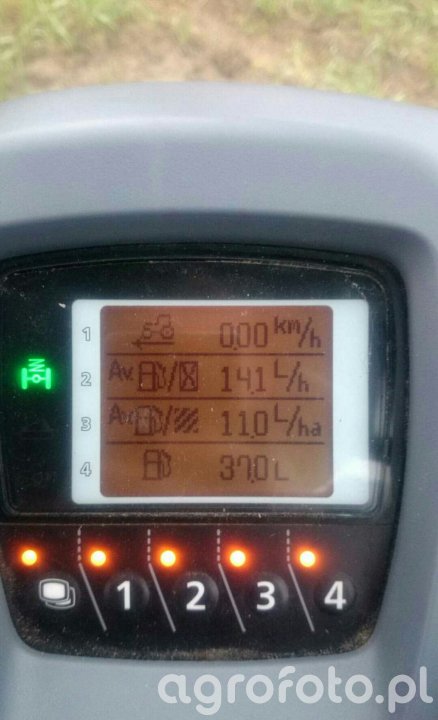 1 0.00 km/h
N
2 Av / 14.1 L/h
3 Av / 11.0 L/ha
4 37.0 L
1 2 3 4
agrofoto.pl